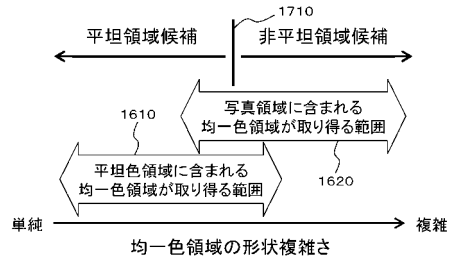 1710
平坦領域候補
非平坦領域候補
写真領域に含まれる
均一色領域が取り得る範囲
1610
平坦色領域に含まれる
均一色領域が取り得る範囲
1620
単純
複雑
均一色領域の形状複雑さ